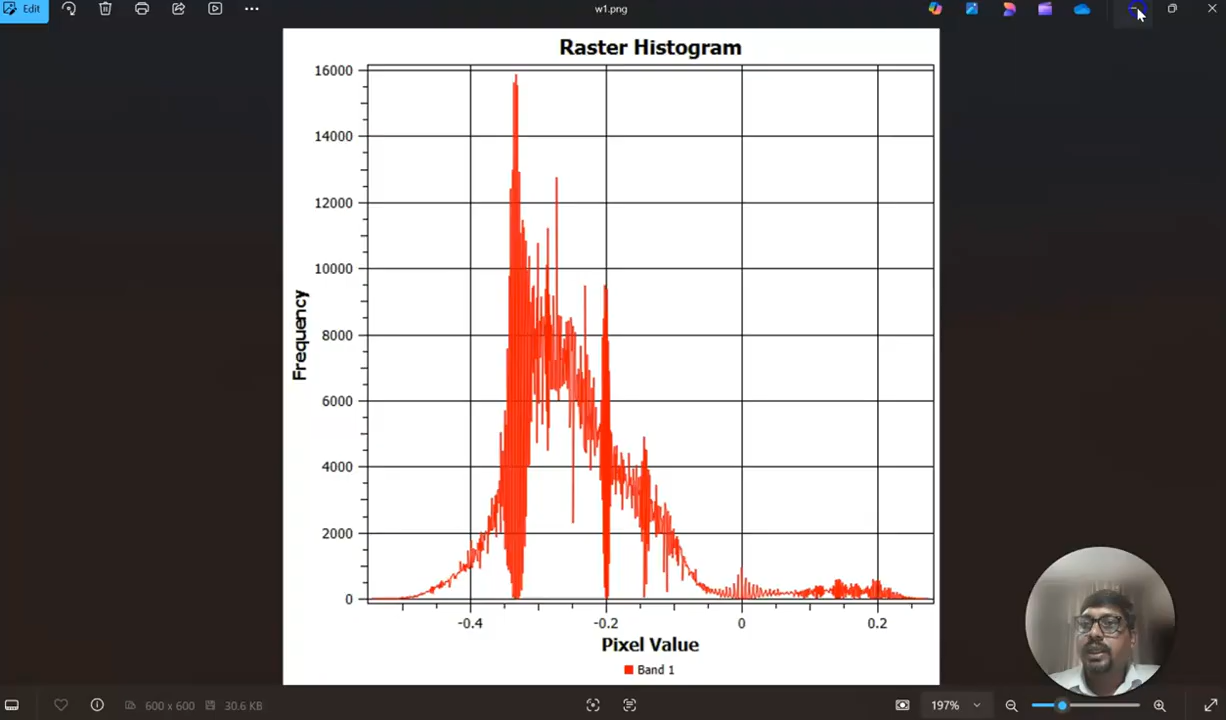 Edit
w1.png
Raster Histogram
16000
14000
12000
10000
8000
6000
4000
2000
0
Frequency
-0.4
-0.2
0
0.2
Pixel Value
Band 1
600 x 600
30.6 KB
197%